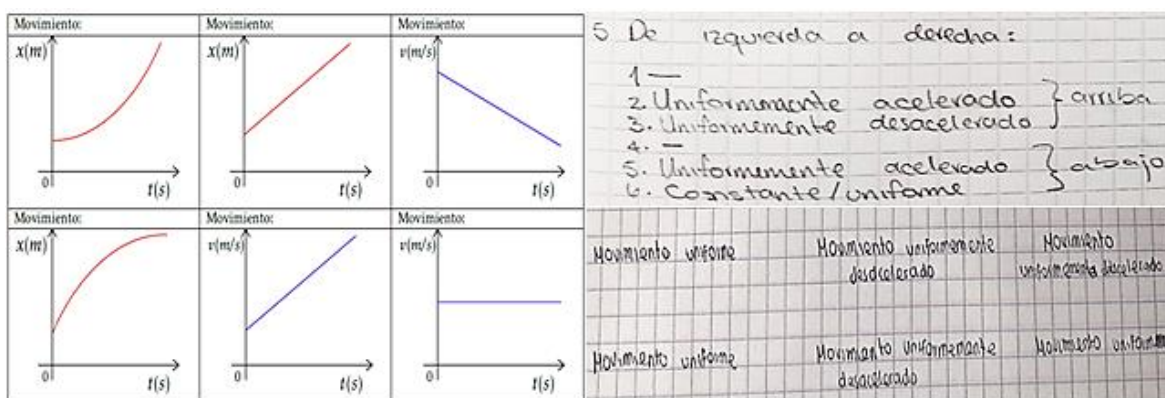 Movimiento:
Movimiento:
Movimiento:
x(m)
x(m)
v(m/s)
0
t(s)
0
t(s)
0
t(s)
Movimiento:
Movimiento:
Movimiento:
x(m)
v(m/s)
v(m/s)
0
t(s)
0
t(s)
0
t(s)
5 De izquierda a derecha:
1 —
2. Uniformemente acelerado
3. Uniformemente desacelerado
arriba
4. —
5. Uniformemente acelerado
6. Constante/uniforme
abajo
Movimiento uniforme
Movimiento uniformemente
desacelerado
Movimiento
uniformemente desacelerado
Movimiento uniforme
Movimiento uniformemente
desacelerado
Movimiento